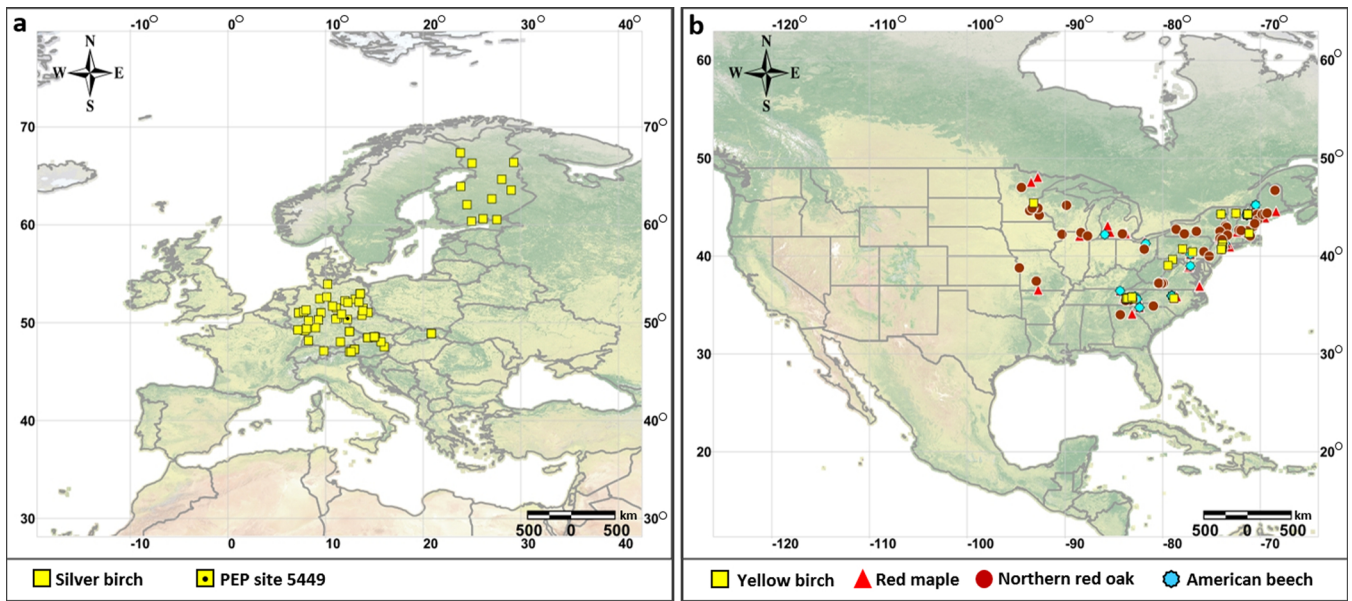 a
-10° 0° 10° 20° 30° 40°
N
W E
S
70 70°
60 60°
50 50°
40 40°
30 30°
km
500 0 500
-10 0 10 20 30 40
Silver birch PEP site 5449
b
-120° -110° -100° -90° -80° -70°
N
W E
S
60 60°
50 50°
40 40°
30 30°
20 20°
km
500 0 500
-120 -110 -100 -90 -80 -70
Yellow birch Red maple Northern red oak American beech